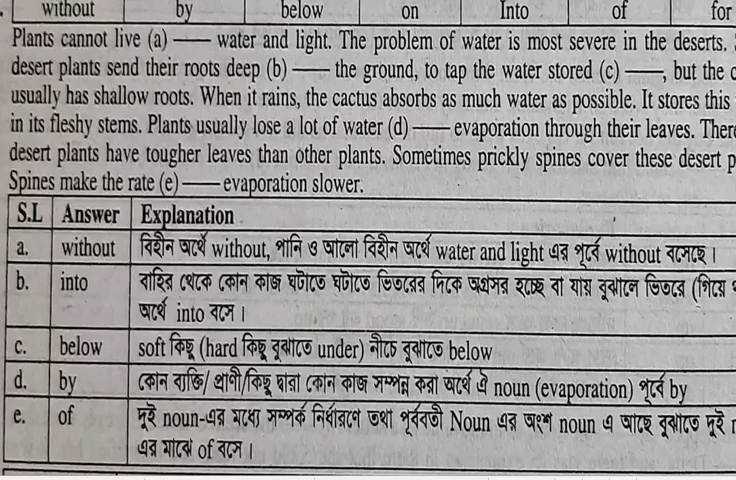 without by below on Into of for
Plants cannot live (a) —— water and light. The problem of water is most severe in the deserts.
desert plants send their roots deep (b) —— the ground, to tap the water stored (c) ——, but the
usually has shallow roots. When it rains, the cactus absorbs as much water as possible. It stores this
in its fleshy stems. Plants usually lose a lot of water (d) —— evaporation through their leaves.
desert plants have tougher leaves than other plants. Sometimes prickly spines cover these desert
Spines make the rate (e) —— evaporation slower.
S.L Answer Explanation
a. without বিহীন অর্থে without, পানি ও আলো বিহীন অর্থে water and light এর পূর্বে without বসেছে।
b. into বাহির থেকে কোন কাজ ঘটাতে ঘটাতে ভিতরের দিকে অগ্রসর হচ্ছে বা যায় বুঝালে ভিতরে (গিয়ে
অর্থে into বসে।
c. below soft কিছু (hard কিছু বুঝাতে under) নীচে বুঝাতে below
d. by কোন ব্যক্তি/ প্রাণী/কিছু দ্বারা কোন কাজ সম্পন্ন করা অর্থে ঐ noun (evaporation) পূর্বে by
e. of দুই noun-এর মধ্যে সম্পর্ক নির্ধারণে তথা পূর্ববর্তী Noun এর অংশ noun এ আছে বুঝাতে দুই
এর মাঝে of বসে।